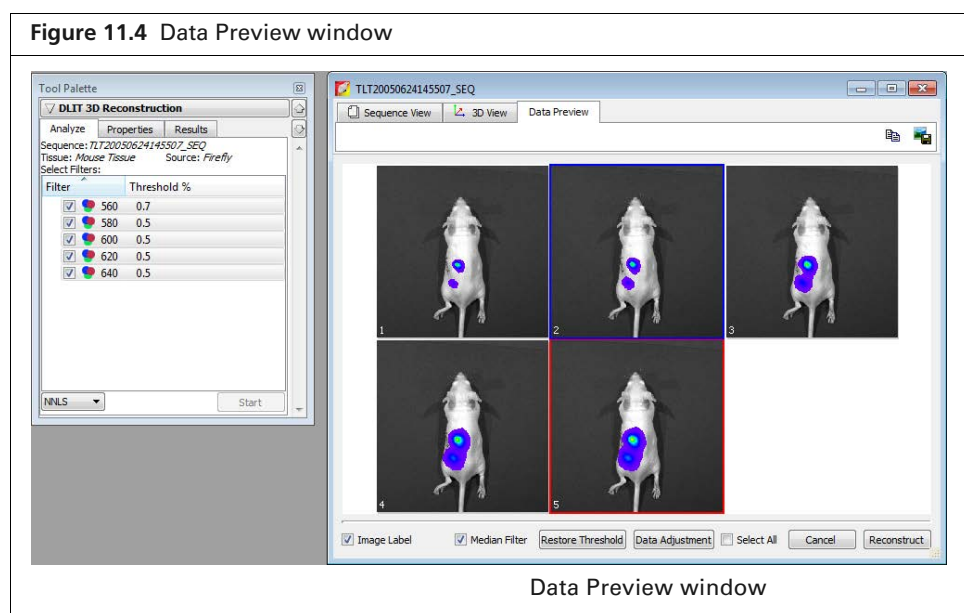 Figure 11.4 Data Preview window
Tool Palette
DLIT 3D Reconstruction
Analyze Properties Results
Sequence: TLT20050624145507_SEQ
Tissue: Mouse Tissue Source: Firefly
Select Filters:
Filter Threshold %
560 0.7
580 0.5
600 0.5
620 0.5
640 0.5
NNLS Start
TLT20050624145507_SEQ
Sequence View 3D View Data Preview
1 2 3
4 5
Image Label Median Filter Restore Threshold Data Adjustment Select All Cancel Reconstruct
Data Preview window